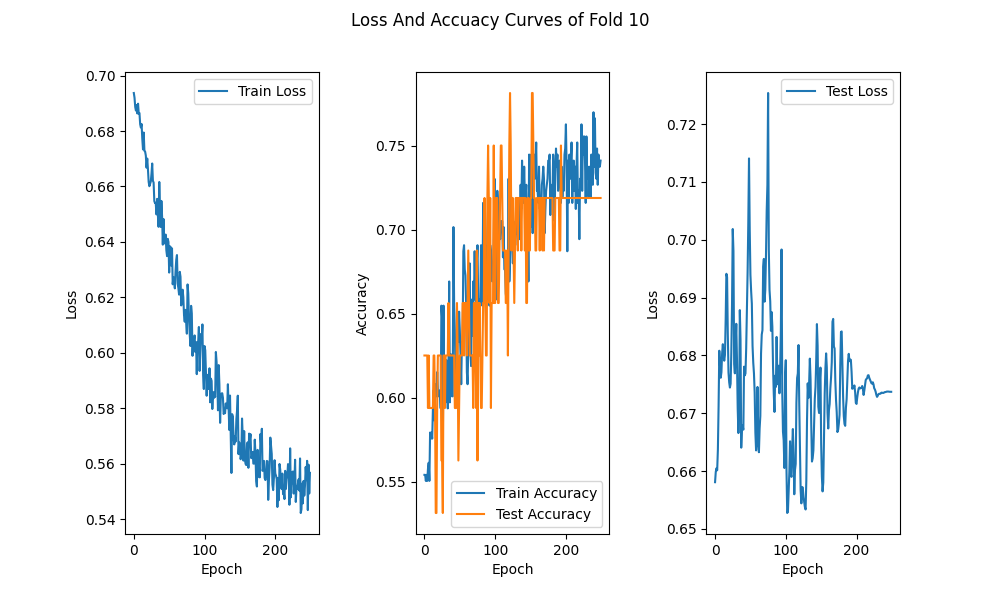 Loss And Accuacy Curves of Fold 10
0.70
0.68
0.66
0.64
0.62
0.60
0.58
0.56
0.54
Loss
0
100
200
Epoch
Train Loss
0.75
0.70
0.65
0.60
0.55
Accuracy
0
100
200
Epoch
Train Accuracy
Test Accuracy
0.72
0.71
0.70
0.69
0.68
0.67
0.66
0.65
Loss
0
100
200
Epoch
Test Loss